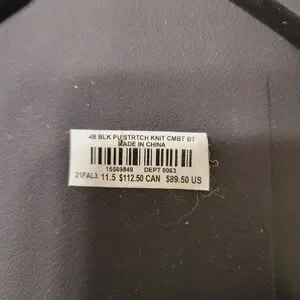 4B BLK PU/STRTCH KNIT CMBT BT
MADE IN CHINA
15569849 DEPT 0063
21FAL3 11.5 $112.50 CAN $89.50 US